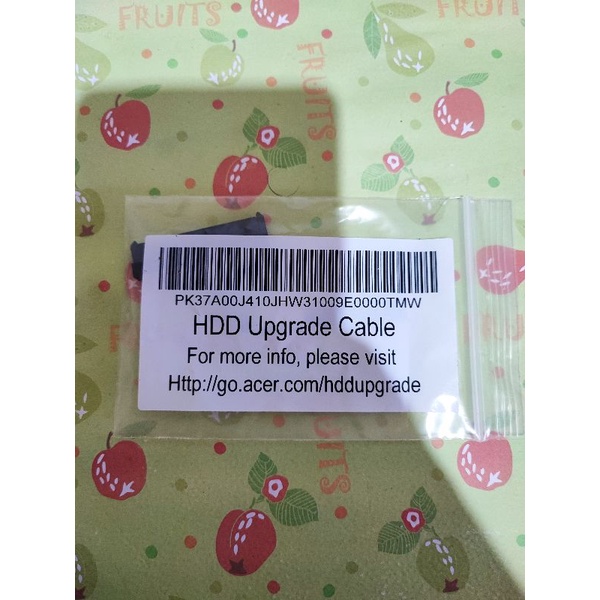 FRUITS
FRUITS
FRUITS
PK37A00J410JHW31009E0000TMW
HDD Upgrade Cable
For more info, please visit
Http://go.acer.com/hddupgrade
FRUITS